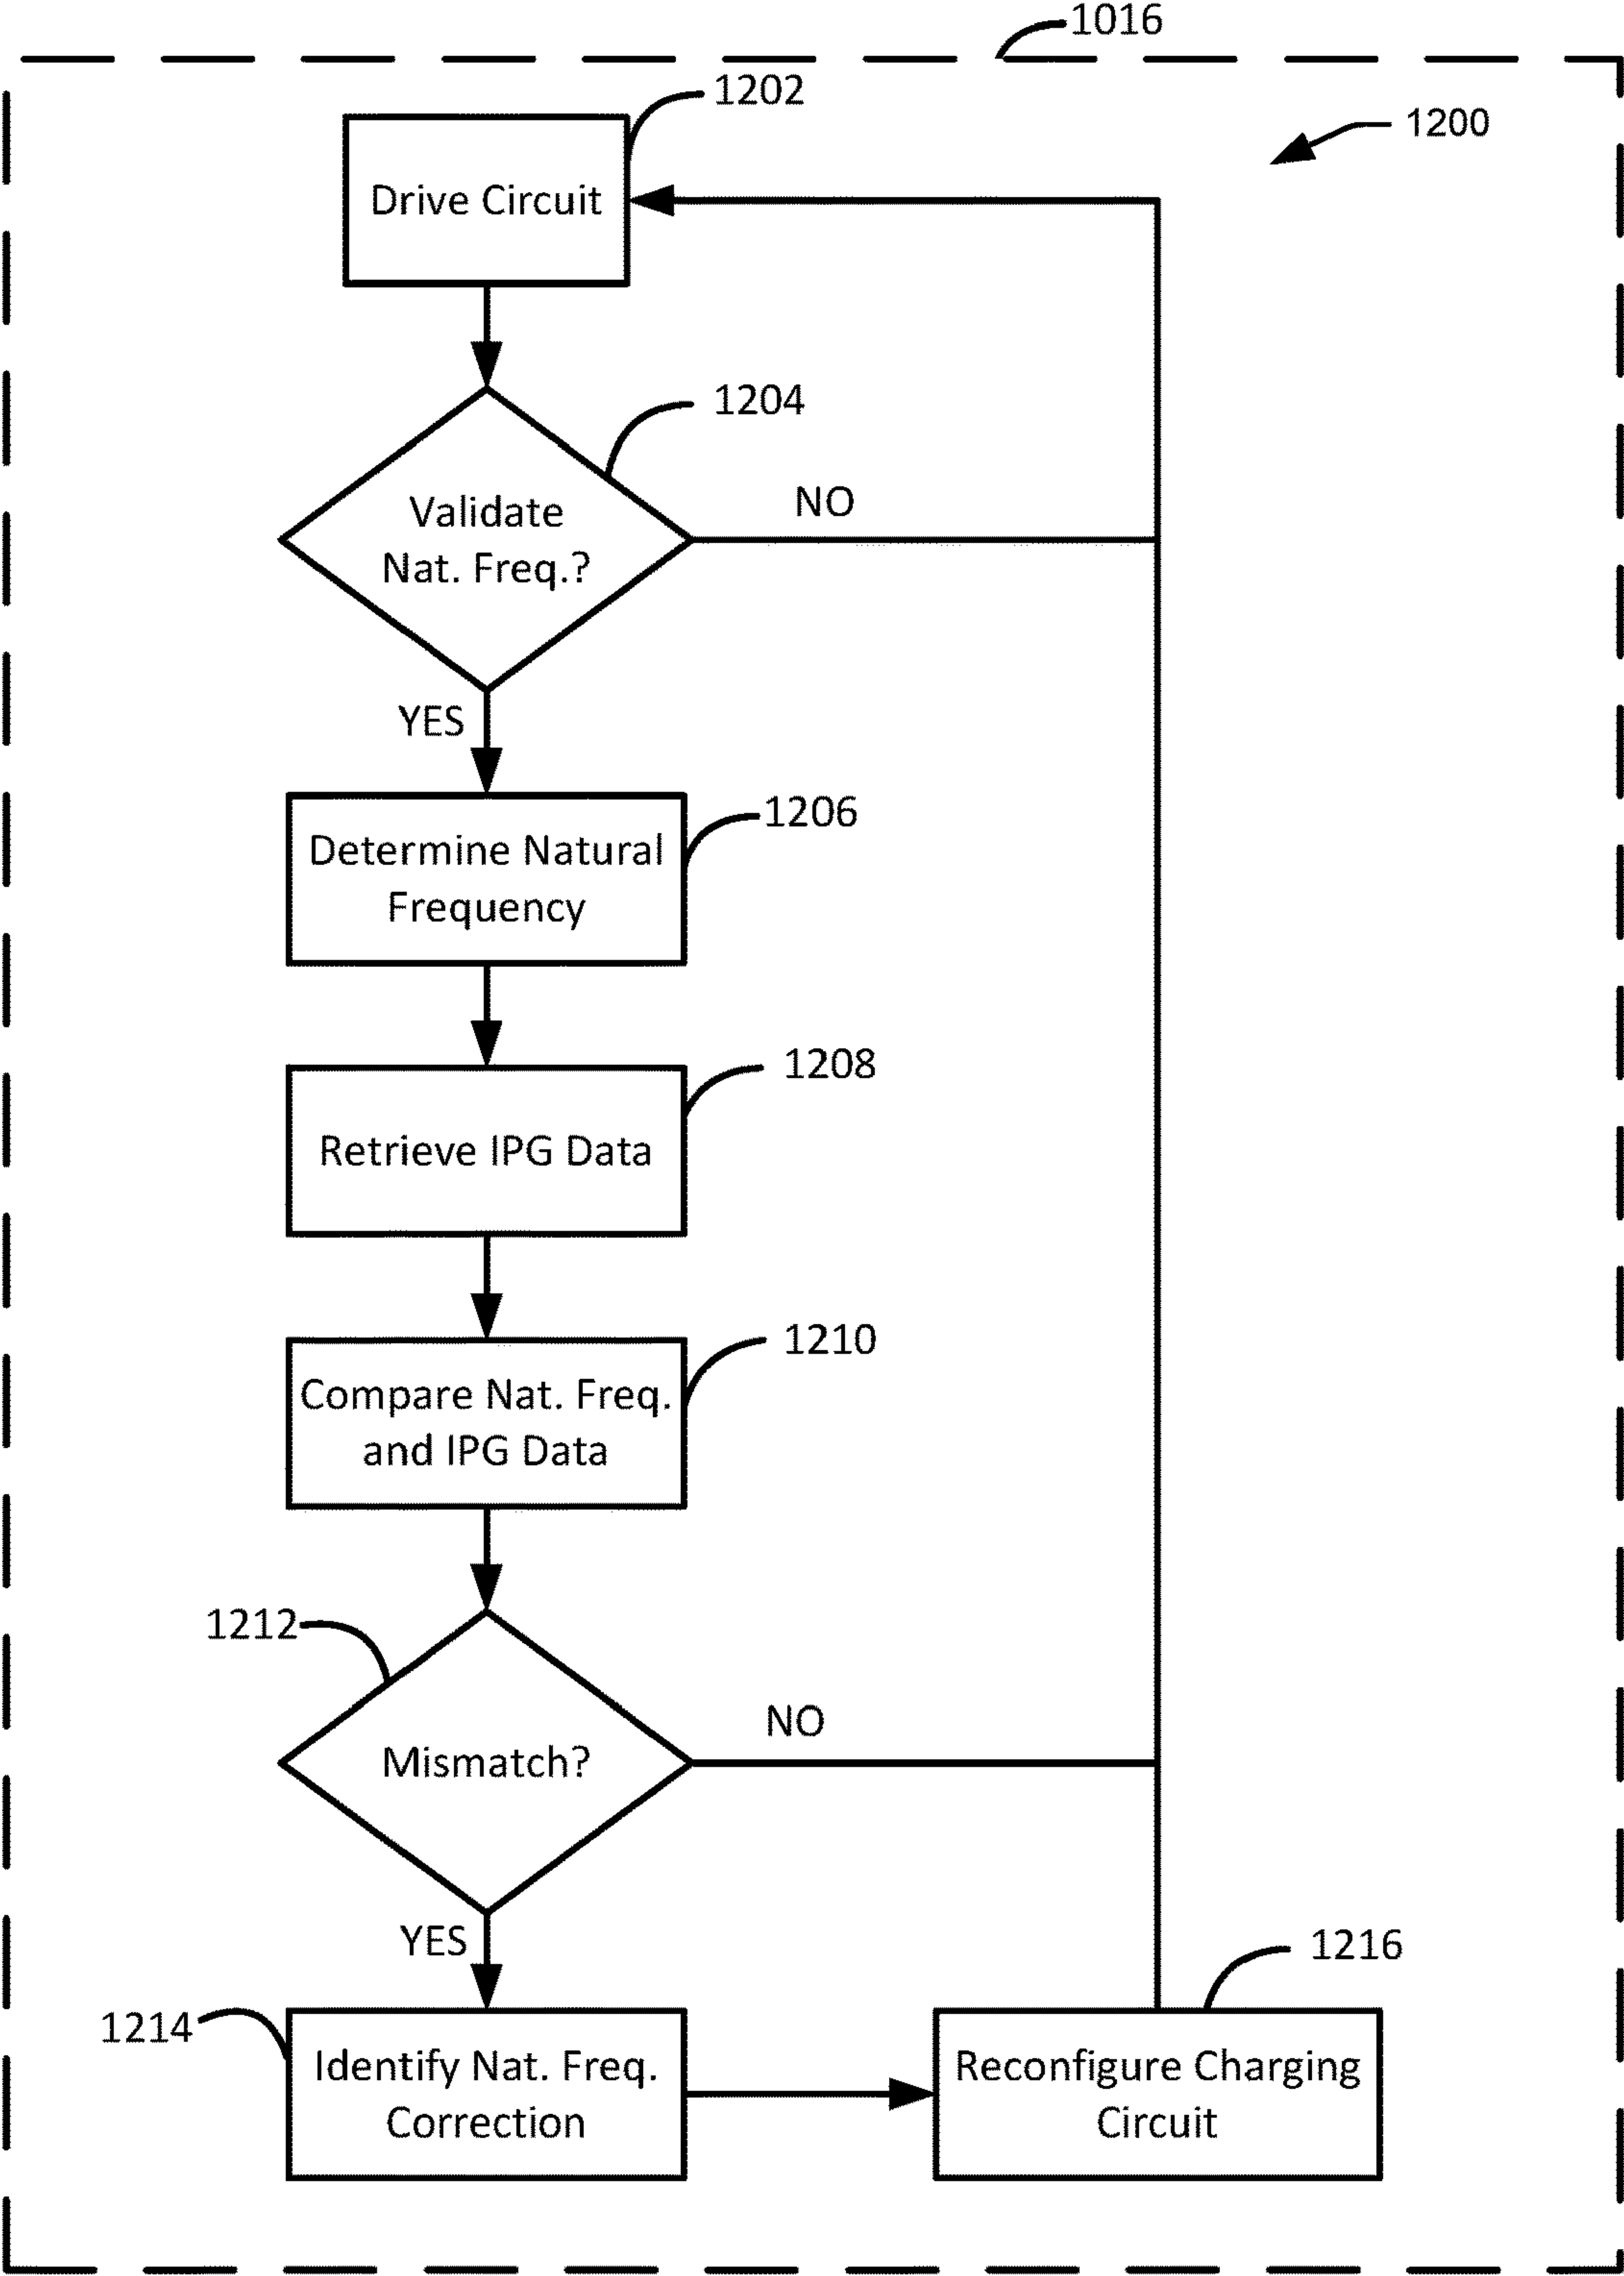 1016
1202
1200
Drive Circuit
1204
NO
Validate
Nat. Freq.?
YES
1206
Determine Natural
Frequency
1208
Retrieve IPG Data
1210
Compare Nat. Freq.
and IPG Data
1212
NO
Mismatch?
YES
1216
1214
Identify Nat. Freq.
Correction
Reconfigure Charging
Circuit